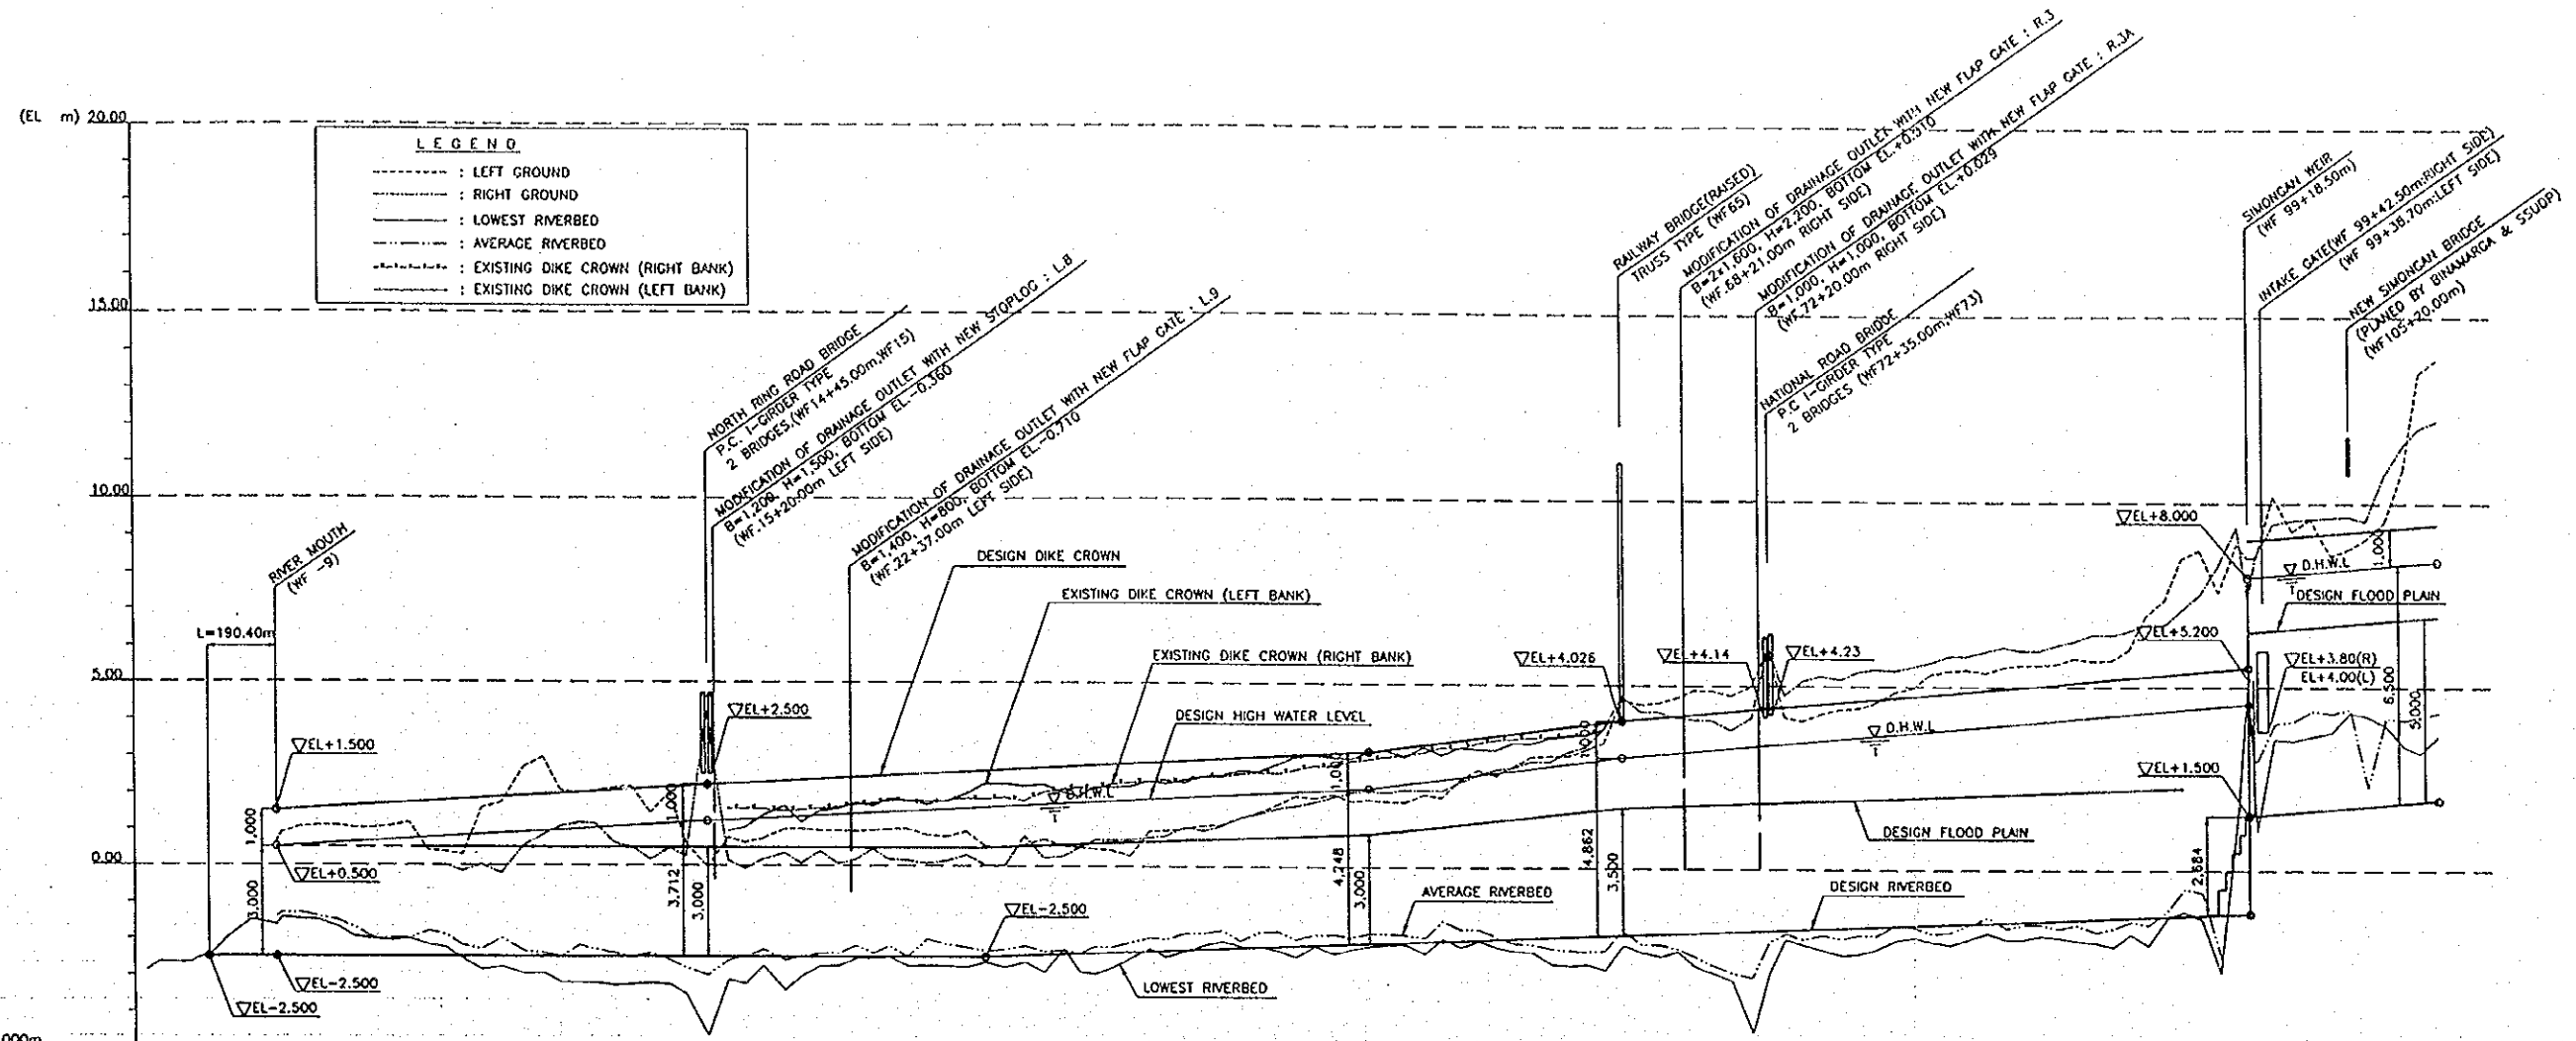 (EL m) 20.00
15.00
10.00
5.00
0.00
LEGEND
: LEFT GROUND
: RIGHT GROUND
: LOWEST RIVERBED
: AVERAGE RIVERBED
: EXISTING DIKE CROWN (RIGHT BANK)
: EXISTING DIKE CROWN (LEFT BANK)
RIVER MOUTH
(WF -9)
L=190.40m
NORTH RING ROAD BRIDGE
P.C. I-GIRDER TYPE
2 BRIDGES,(WF14+45.00m,WF15)
MODIFICATION OF DRAINAGE OUTLET WITH NEW STOPLOG : L.8
B=1,200, H=1,500, BOTTOM EL.-0.360
(WF.15+20.00m LEFT SIDE)
MODIFICATION OF DRAINAGE OUTLET WITH NEW FLAP GATE : L.9
B=1,400, H=800, BOTTOM EL.-0.710
(WF.22+37.00m LEFT SIDE)
RAILWAY BRIDGE(RAISED)
TRUSS TYPE (WF65)
MODIFICATION OF DRAINAGE OUTLET WITH NEW FLAP GATE : R.3
B=2x1,600, H=2,200, BOTTOM EL.+0.310
(WF.68+21.00m RIGHT SIDE)
MODIFICATION OF DRAINAGE OUTLET WITH NEW FLAP GATE : R.3A
B=1,000, H=1,000, BOTTOM EL.+0.029
(WF.72+20.00m RIGHT SIDE)
NATIONAL ROAD BRIDGE
P.C I-GIRDER TYPE
2 BRIDGES (WF72+35.00m,WF73)
SIMONGAN WEIR
(WF 99+18.50m)
INTAKE GATE(WF 99+42.50m:RIGHT SIDE)
(WF 99+38.70m:LEFT SIDE)
NEW SIMONGAN BRIDGE
(PLANED BY BINAMARGA & SSUDP)
(WF105+20.00m)
DESIGN DIKE CROWN
EXISTING DIKE CROWN (LEFT BANK)
EXISTING DIKE CROWN (RIGHT BANK)
DESIGN HIGH WATER LEVEL
D.H.W.L
D.H.W.L
D.H.W.L
DESIGN FLOOD PLAIN
DESIGN FLOOD PLAIN
AVERAGE RIVERBED
DESIGN RIVERBED
LOWEST RIVERBED
▽EL+1.500
▽EL+0.500
▽EL-2.500
▽EL-2.500
▽EL+2.500
▽EL-2.500
▽EL+4.026
▽EL+4.14
▽EL+4.23
▽EL+8.000
▽EL+5.200
▽EL+3.80(R)
EL+4.00(L)
▽EL+1.500
1,000
3,000
1,000
3,712
3,000
4,248
3,000
1,000
4,862
3,500
2,684
1,000
6,500
5,000
000m